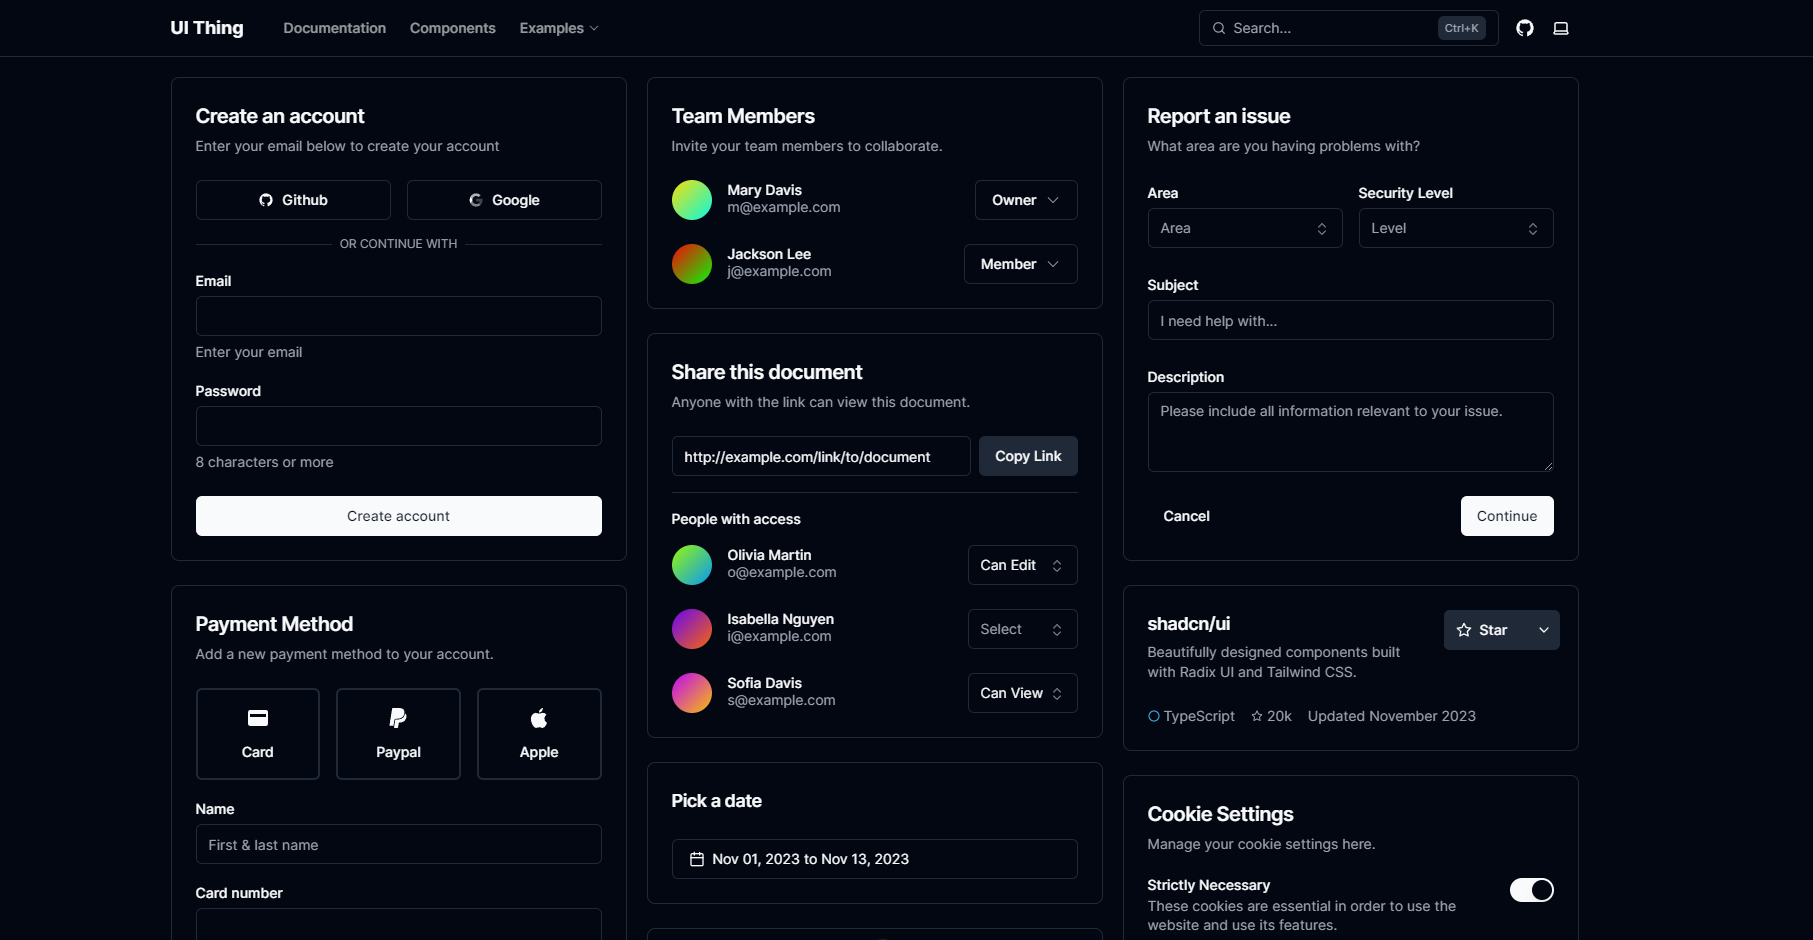 UI Thing
Documentation
Components
Examples
Search...
Ctrl+K
Create an account
Enter your email below to create your account
Github
Google
OR CONTINUE WITH
Email
Enter your email
Password
8 characters or more
Create account
Payment Method
Add a new payment method to your account.
Card
Paypal
Apple
Name
First & last name
Card number
Team Members
Invite your team members to collaborate.
Mary Davis
m@example.com
Owner
Jackson Lee
j@example.com
Member
Share this document
Anyone with the link can view this document.
http://example.com/link/to/document
Copy Link
People with access
Olivia Martin
o@example.com
Can Edit
Isabella Nguyen
i@example.com
Select
Sofia Davis
s@example.com
Can View
Pick a date
Nov 01, 2023 to Nov 13, 2023
Report an issue
What area are you having problems with?
Area
Security Level
Area
Level
Subject
I need help with...
Description
Please include all information relevant to your issue.
Cancel
Continue
shadcn/ui
Beautifully designed components built
with Radix UI and Tailwind CSS.
Star
TypeScript
20k
Updated November 2023
Cookie Settings
Manage your cookie settings here.
Strictly Necessary
These cookies are essential in order to use the
website and use its features.